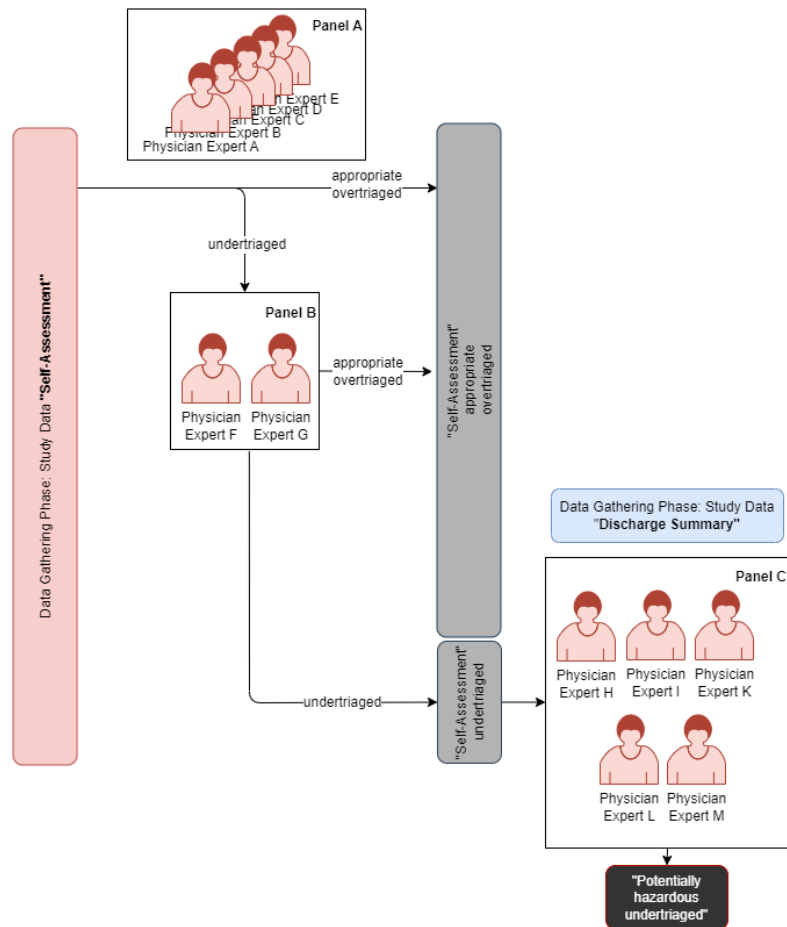 Panel A
Expert E
cian Expert D
cian Expert C
Physician Expert B
Physician Expert A
appropriate
overtriaged
undertriaged
Data Gathering Phase: Study Data "Self-Assessment"
Panel B
Physician
Expert F
Physician
Expert G
appropriate
overtriaged
"Self-Assessment"
appropriate
overtriaged
Data Gathering Phase: Study Data
"Discharge Summary"
Panel C
Physician
Expert H
Physician
Expert I
Physician
Expert K
undertriaged
"Self-Assessment"
undertriaged
Physician
Expert L
Physician
Expert M
"Potentially
hazardous
undertriaged"